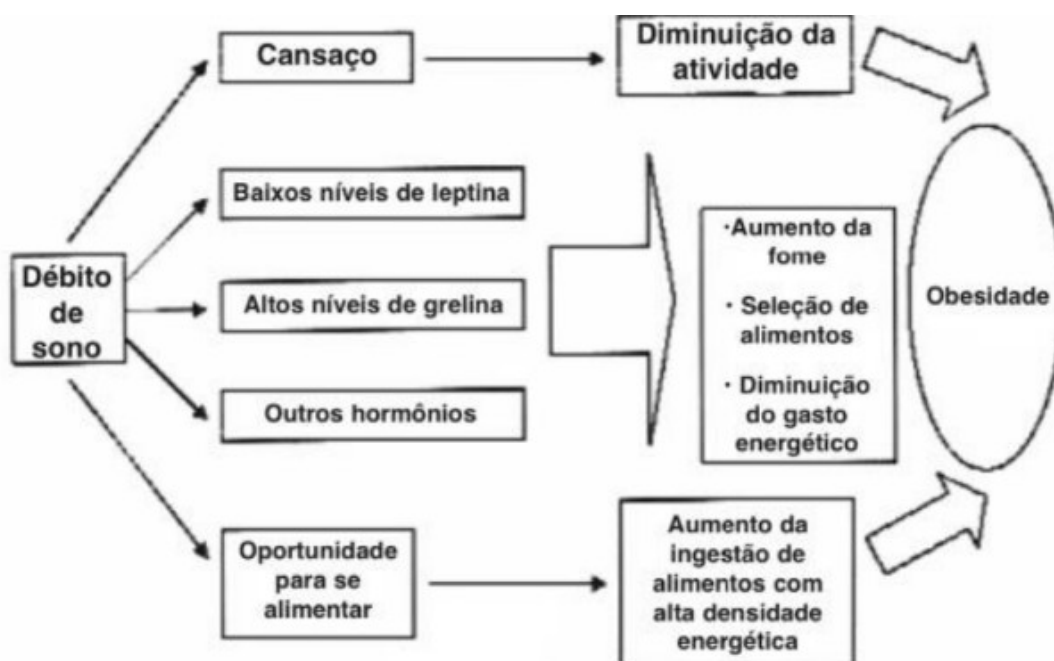 Débito
de
sono
Cansaço
Diminuição da
atividade
Baixos níveis de leptina
Altos níveis de grelina
Outros hormônios
·Aumento da
fome
· Seleção de
alimentos
· Diminuição
do gasto
energético
Oportunidade
para se
alimentar
Aumento da
ingestão de
alimentos com
alta densidade
energética
Obesidade